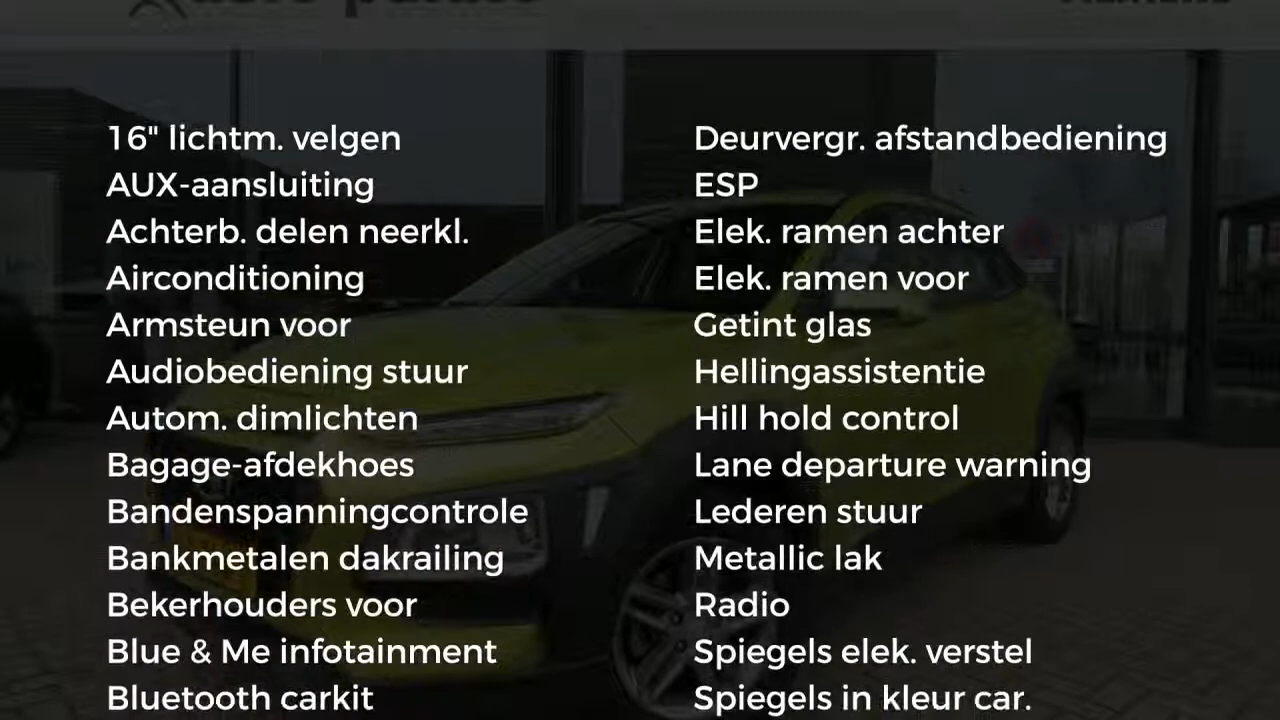 16" lichtm. velgen
AUX-aansluiting
Achterb. delen neerkl.
Airconditioning
Armsteun voor
Audiobediening stuur
Autom. dimlichten
Bagage-afdekhoes
Bandenspanningcontrole
Bankmetalen dakrailing
Bekerhouders voor
Blue & Me infotainment
Bluetooth carkit
Deurvergr. afstandbediening
ESP
Elek. ramen achter
Elek. ramen voor
Getint glas
Hellingassistentie
Hill hold control
Lane departure warning
Lederen stuur
Metallic lak
Radio
Spiegels elek. verstel
Spiegels in kleur car.